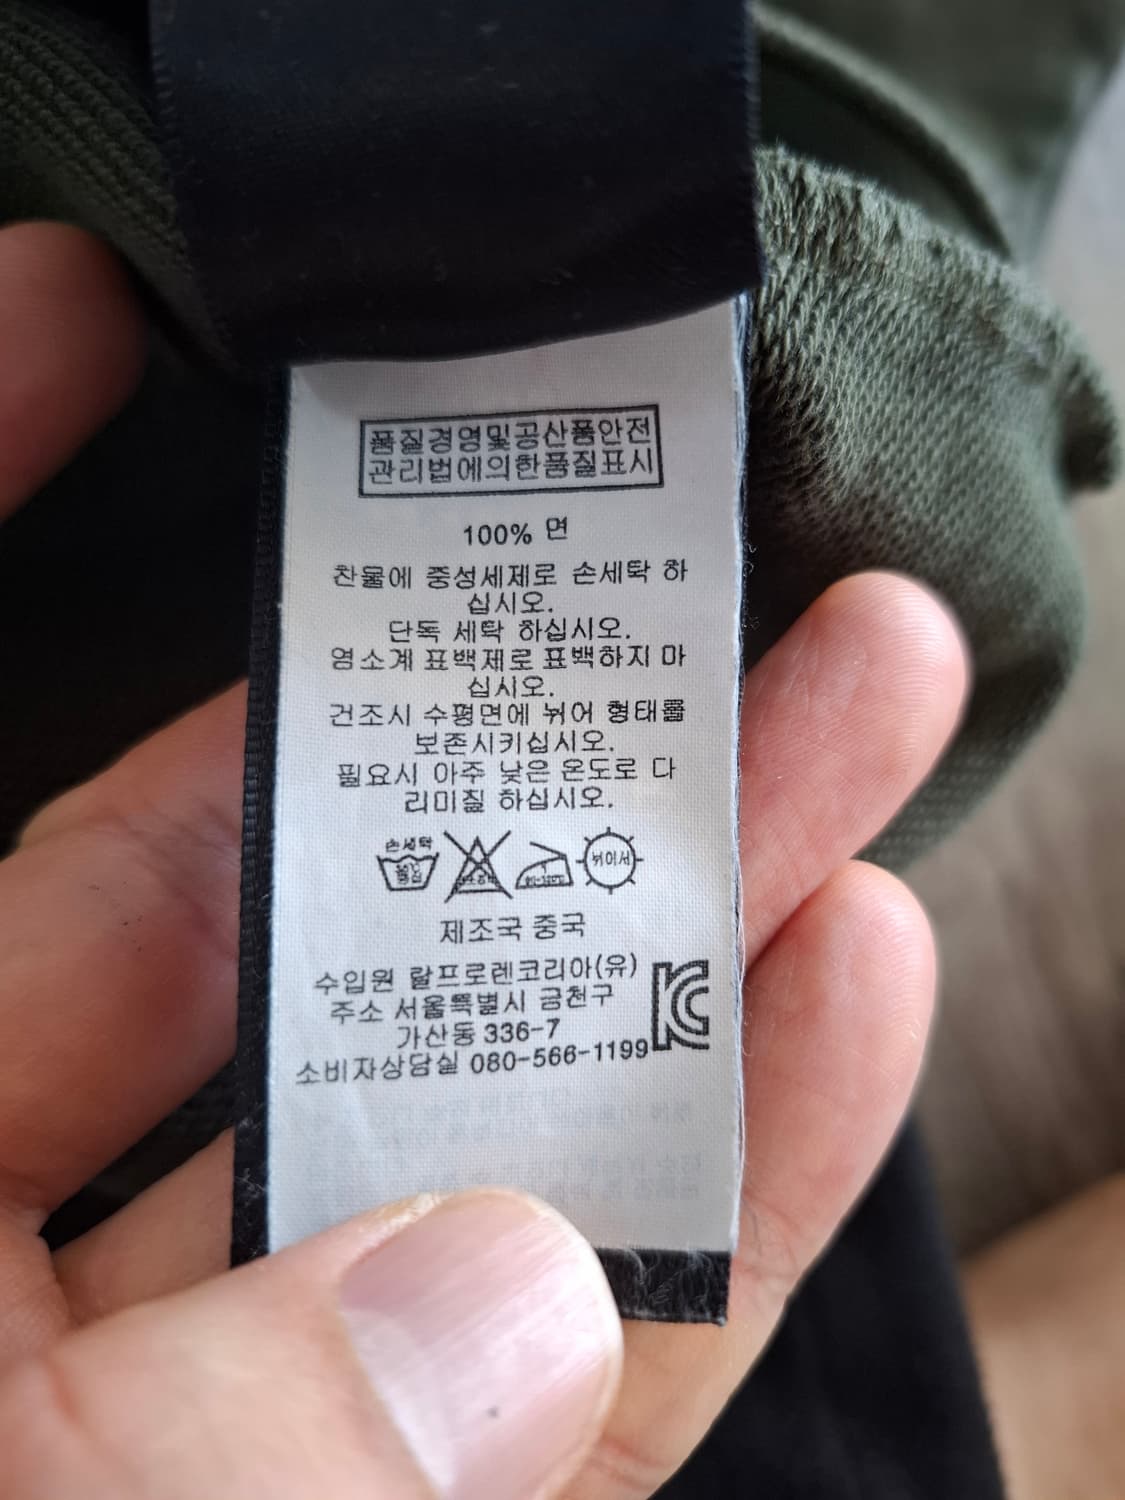 품질경영및공산품안전
관리법에의한품질표시
100% 면
찬물에 중성세제로 손세탁 하
십시오.
단독 세탁 하십시오.
염소계 표백제로 표백하지 마
십시오.
건조시 수평면에 뉘어 형태를
보존시키십시오.
필요시 아주 낮은 온도로 다
리미질 하십시오.
손세탁
뉘어서
제조국 중국
수입원 랄프로렌코리아(유)
주소 서울특별시 금천구
가산동 336-7
소비자상담실 080-566-1199